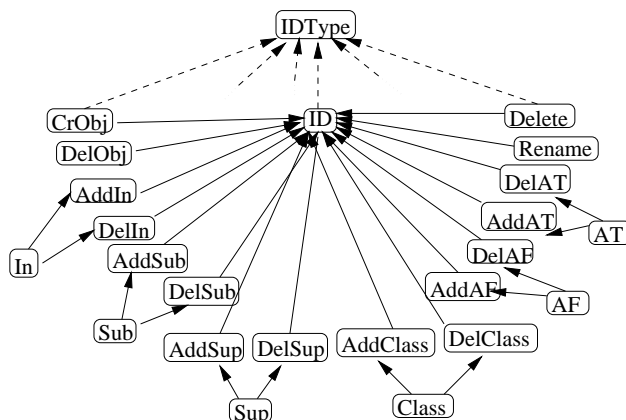 IDType
CrObj
ID
Delete
DelObj
Rename
AddIn
DelAT
DelIn
AddAT
AT
In
AddSub
DelAF
DelSub
AddAF
AF
Sub
AddSup
DelSup
AddClass
DelClass
Sup
Class